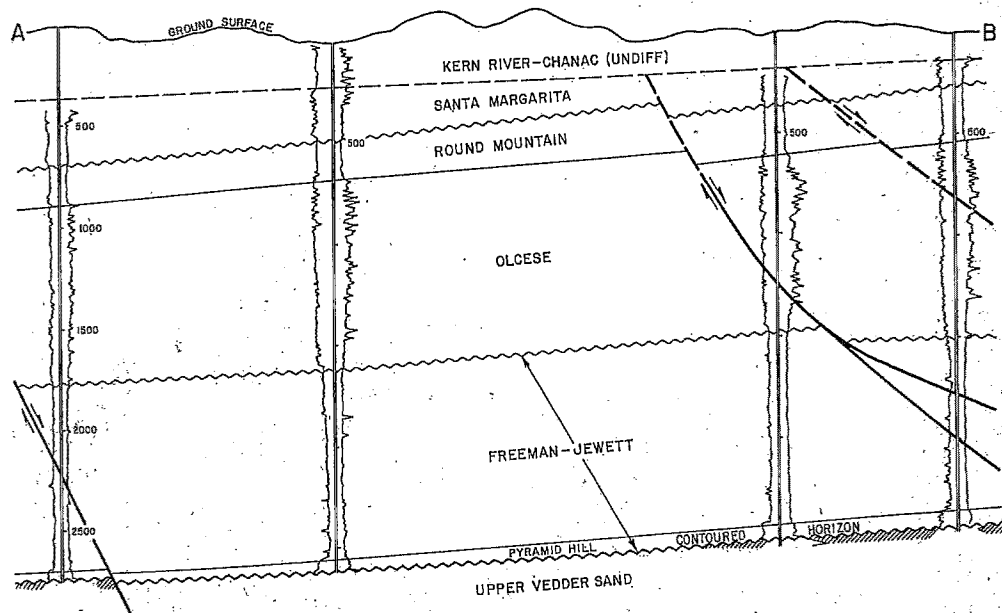 A
GROUND SURFACE
B
KERN RIVER-CHANAC (UNDIFF)
SANTA MARGARITA
500
500
500
500
ROUND MOUNTAIN
1000
OLCESE
1500
2000
FREEMAN-JEWETT
2500
PYRAMID HILL
CONTOURED HORIZON
UPPER VEDDER SAND